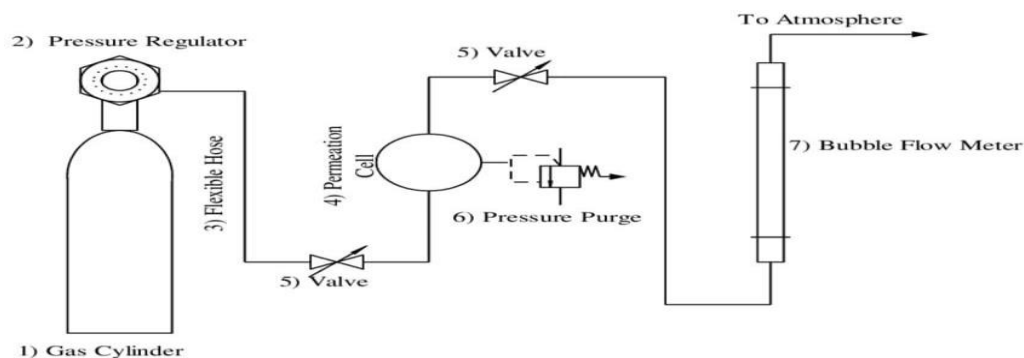 To Atmosphere
2) Pressure Regulator
5) Valve
4) Permeation
Cell
3) Flexible Hose
7) Bubble Flow Meter
6) Pressure Purge
5) Valve
1) Gas Cylinder